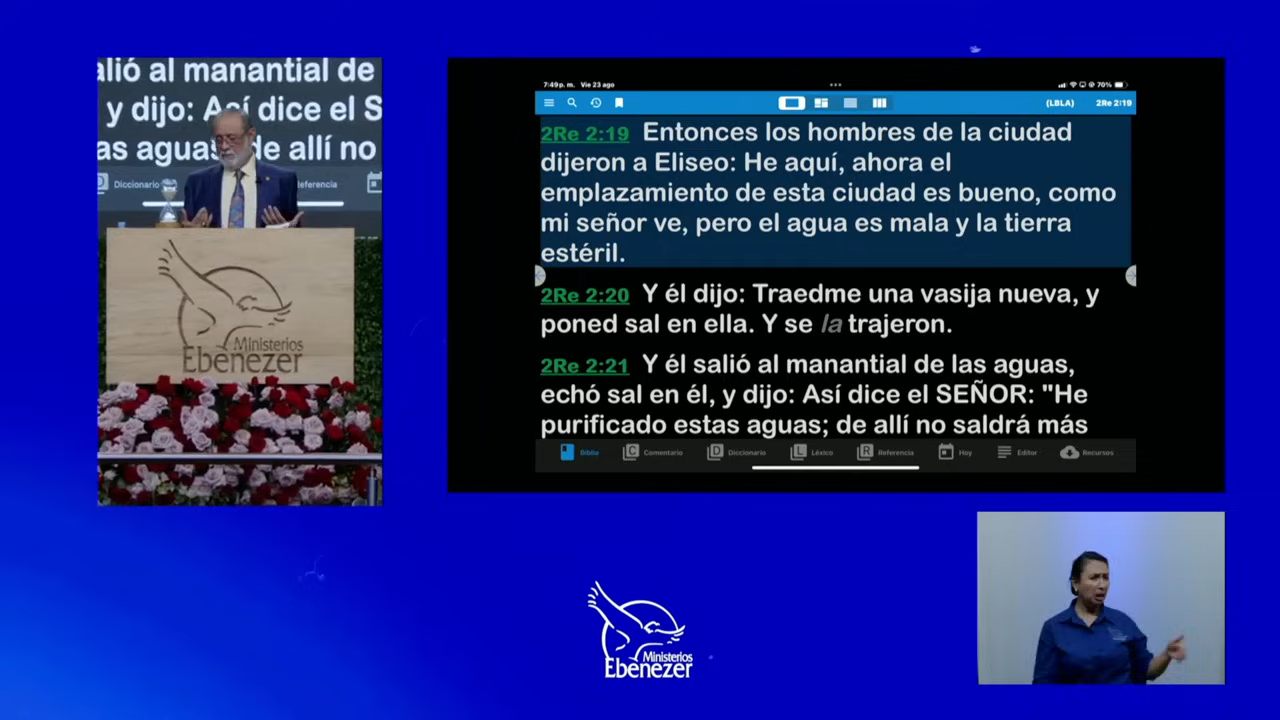 alió al manantial de
y dijo: Así dice el S
as aguas; de allí no
Diccionario
Referencia
Ministerios
Ebenezer
7:49p. m. Vie 23 ago
70%
(LBLA) 2Re 2:19
2Re 2:19 Entonces los hombres de la ciudad
dijeron a Eliseo: He aquí, ahora el
emplazamiento de esta ciudad es bueno, como
mi señor ve, pero el agua es mala y la tierra
estéril.
2Re 2:20 Y él dijo: Traedme una vasija nueva, y
poned sal en ella. Y se la trajeron.
2Re 2:21 Y él salió al manantial de las aguas,
echó sal en él, y dijo: Así dice el SEÑOR: "He
purificado estas aguas; de allí no saldrá más
Biblia C Comentario D Diccionario L Léxico R Referencia Hoy Editor Recursos
Ministerios
Ebenezer